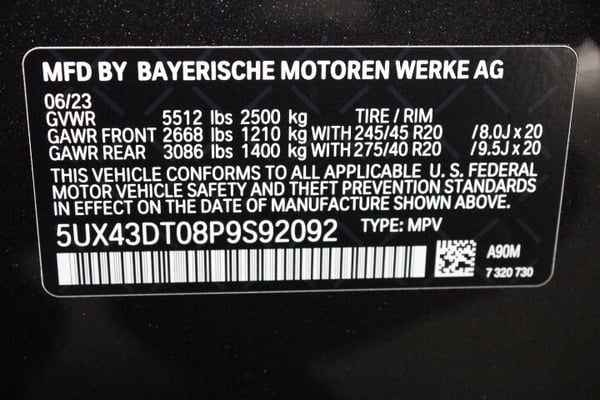 MFD BY BAYERISCHE MOTOREN WERKE AG
06/23
GVWR 5512 lbs 2500 kg TIRE / RIM
GAWR FRONT 2668 lbs 1210 kg WITH 245/45 R20 /8.0J x 20
GAWR REAR 3086 lbs 1400 kg WITH 275/40 R20 /9.5J x 20
THIS VEHICLE CONFORMS TO ALL APPLICABLE U. S. FEDERAL
MOTOR VEHICLE SAFETY AND THEFT PREVENTION STANDARDS
IN EFFECT ON THE DATE OF MANUFACTURE SHOWN ABOVE.
5UX43DT08P9S92092 TYPE: MPV
A90M
7 320 730